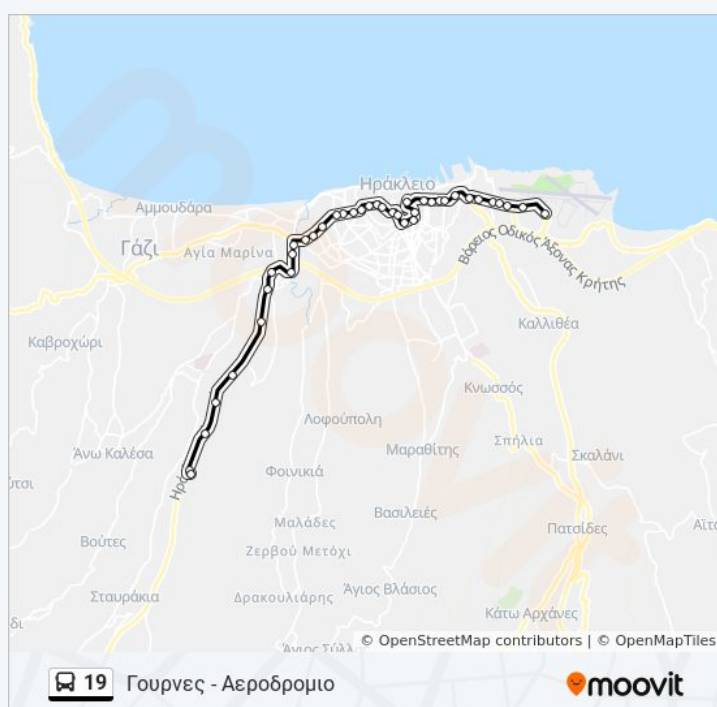 Ηράκλειο
Αμμουδάρα
Γάζι
Αγία Μαρίνα
Βόρειος Οδικός Άξονας Κρήτης
Καλλιθέα
Καβροχώρι
Κνωσσός
Λοφούπολη
Σπήλια
Μαραθίτης
Άνω Καλέσα
Σκαλάνι
Φοινικιά
Βασιλειές
Μαλάδες
Πατσίδες
Βούτες
Ζερβού Μετόχι
Άγιος Βλάσιος
Σταυράκια
Δρακουλιάρης
Κάτω Αρχάνες
© OpenStreetMap contributors | © OpenMapTiles
19 Γουρνες - Αεροδρομιο
moovit